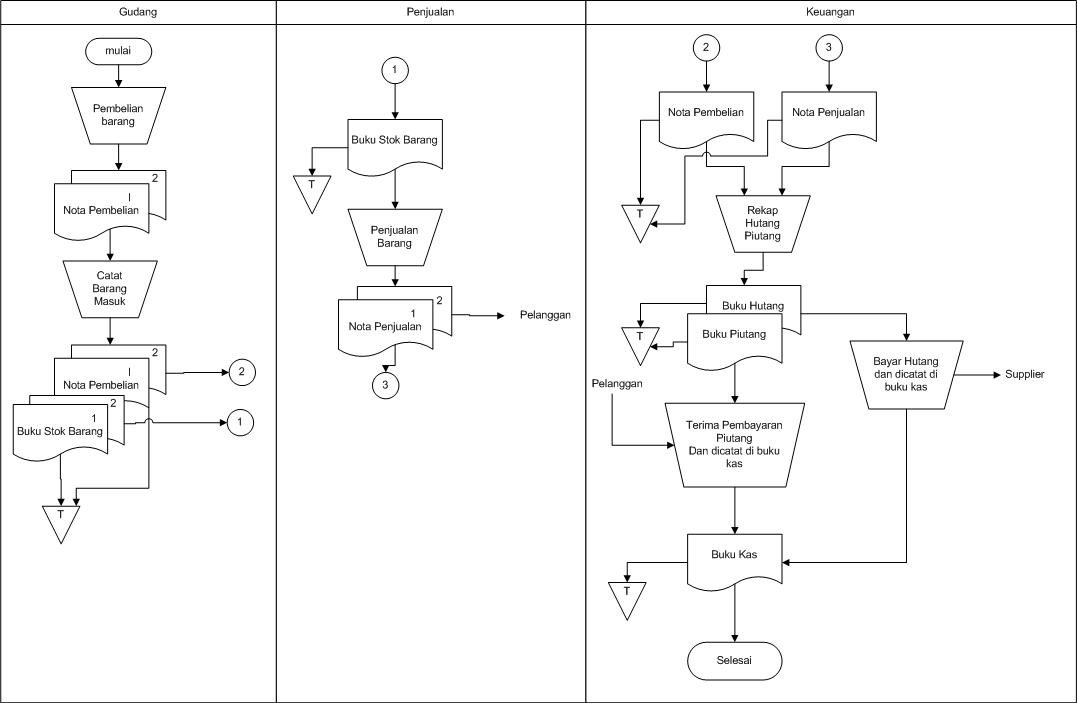 Gudang
Penjualan
Keuangan
mulai
Pembelian
barang
2
I
Nota Pembelian
Catat
Barang
Masuk
2
I
Nota Pembelian
2
2
1
Buku Stok Barang
1
T
1
Buku Stok Barang
T
Penjualan
Barang
2
1
Nota Penjualan
Pelanggan
3
2
3
Nota Pembelian
Nota Penjualan
T
Rekap
Hutang
Piutang
Buku Hutang
Buku Piutang
T
Bayar Hutang
dan dicatat di
buku kas
Supplier
Pelanggan
Terima Pembayaran
Piutang
Dan dicatat di buku
kas
Buku Kas
T
Selesai